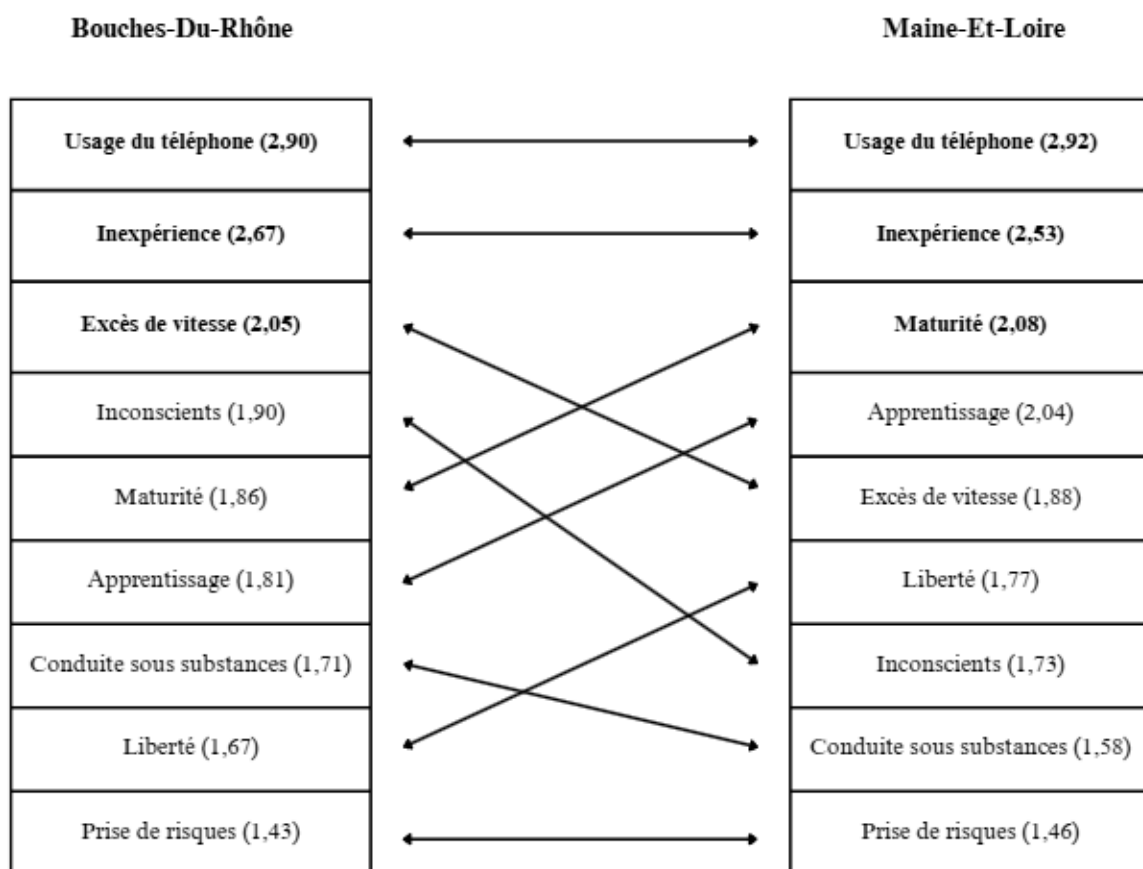 Bouches-Du-Rhône
Maine-Et-Loire
Usage du téléphone (2,90)
Usage du téléphone (2,92)
Inexpérience (2,67)
Inexpérience (2,53)
Excès de vitesse (2,05)
Maturité (2,08)
Inconscients (1,90)
Apprentissage (2,04)
Maturité (1,86)
Excès de vitesse (1,88)
Apprentissage (1,81)
Liberté (1,77)
Conduite sous substances (1,71)
Inconscients (1,73)
Liberté (1,67)
Conduite sous substances (1,58)
Prise de risques (1,43)
Prise de risques (1,46)